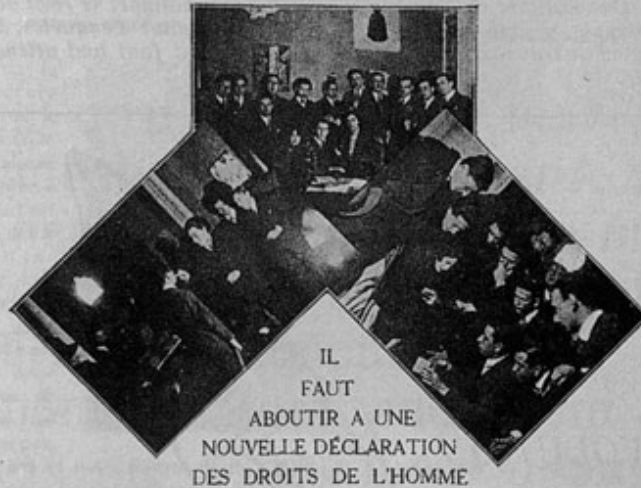 IL
FAUT
ABOUTIR A UNE
NOUVELLE DÉCLARATION
DES DROITS DE L'HOMME